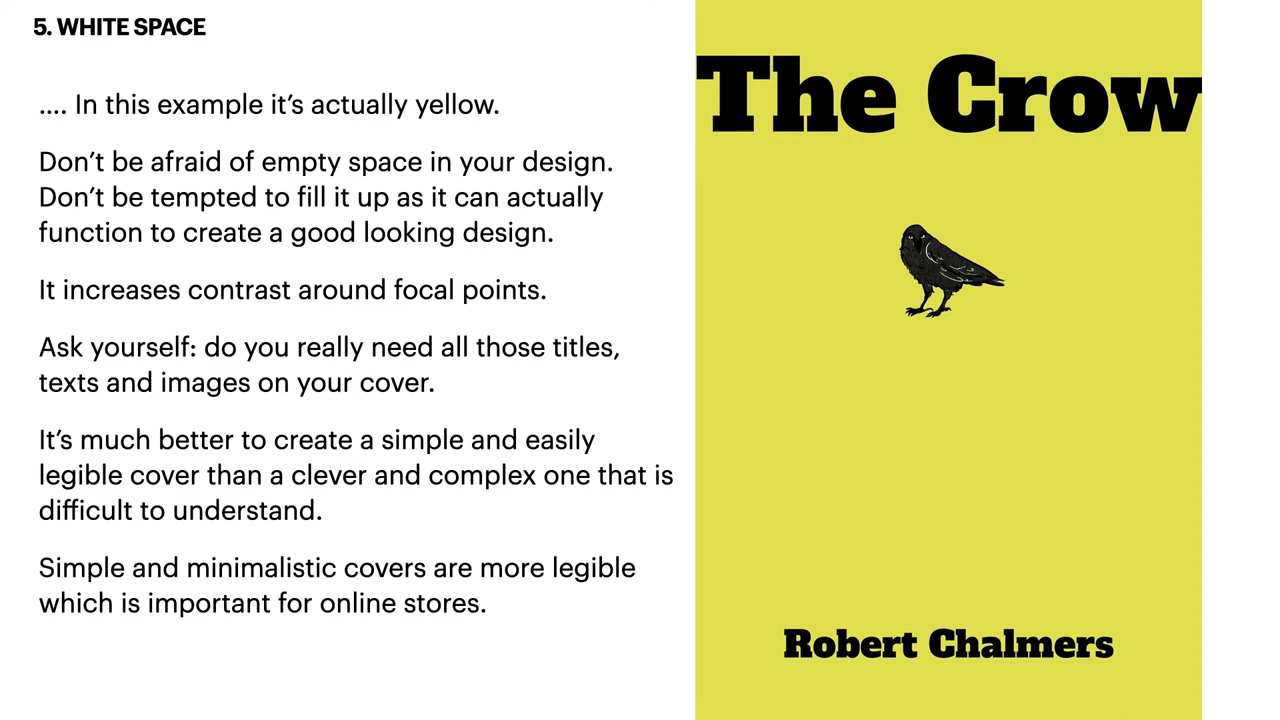 5. WHITE SPACE
…. In this example it’s actually yellow.
Don’t be afraid of empty space in your design.
Don’t be tempted to fill it up as it can actually
function to create a good looking design.
It increases contrast around focal points.
Ask yourself: do you really need all those titles,
texts and images on your cover.
It’s much better to create a simple and easily
legible cover than a clever and complex one that is
difficult to understand.
Simple and minimalistic covers are more legible
which is important for online stores.
The Crow
Robert Chalmers